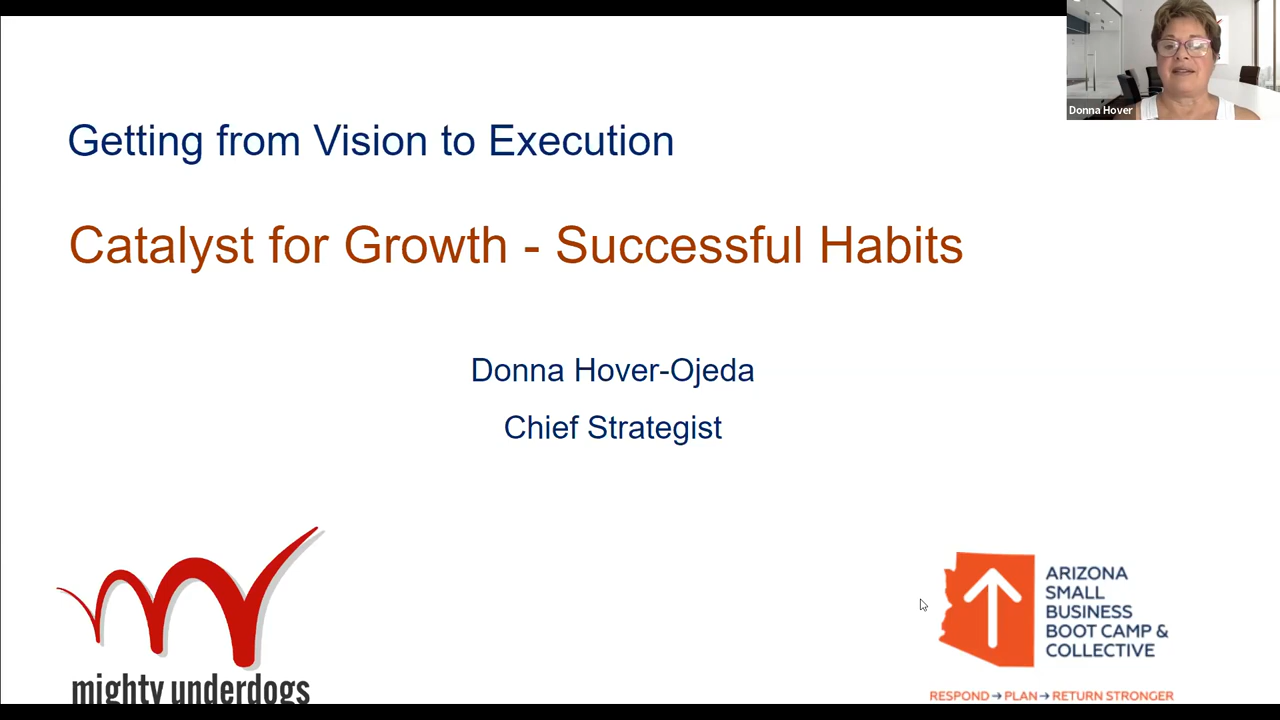 Donna Hover
Getting from Vision to Execution
Catalyst for Growth - Successful Habits
Donna Hover-Ojeda
Chief Strategist
mighty underdogs
ARIZONA
SMALL
BUSINESS
BOOT CAMP &
COLLECTIVE
RESPOND → PLAN → RETURN STRONGER